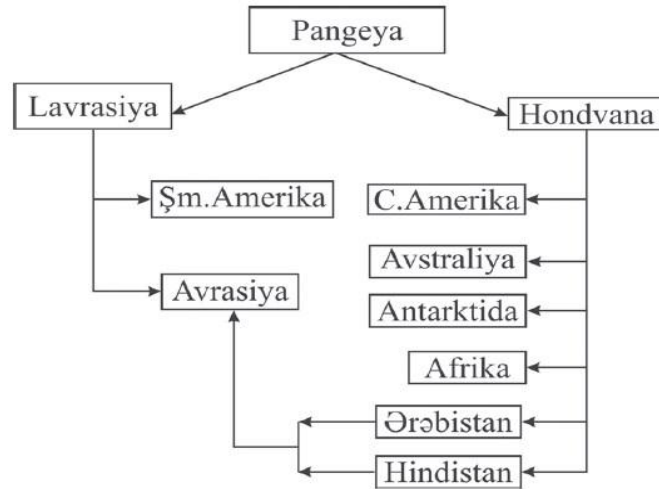 Pangeya
Lavrasiya
Hondvana
Şm.Amerika
C.Amerika
Avstraliya
Avrasiya
Antarktida
Afrika
Ərəbistan
Hindistan